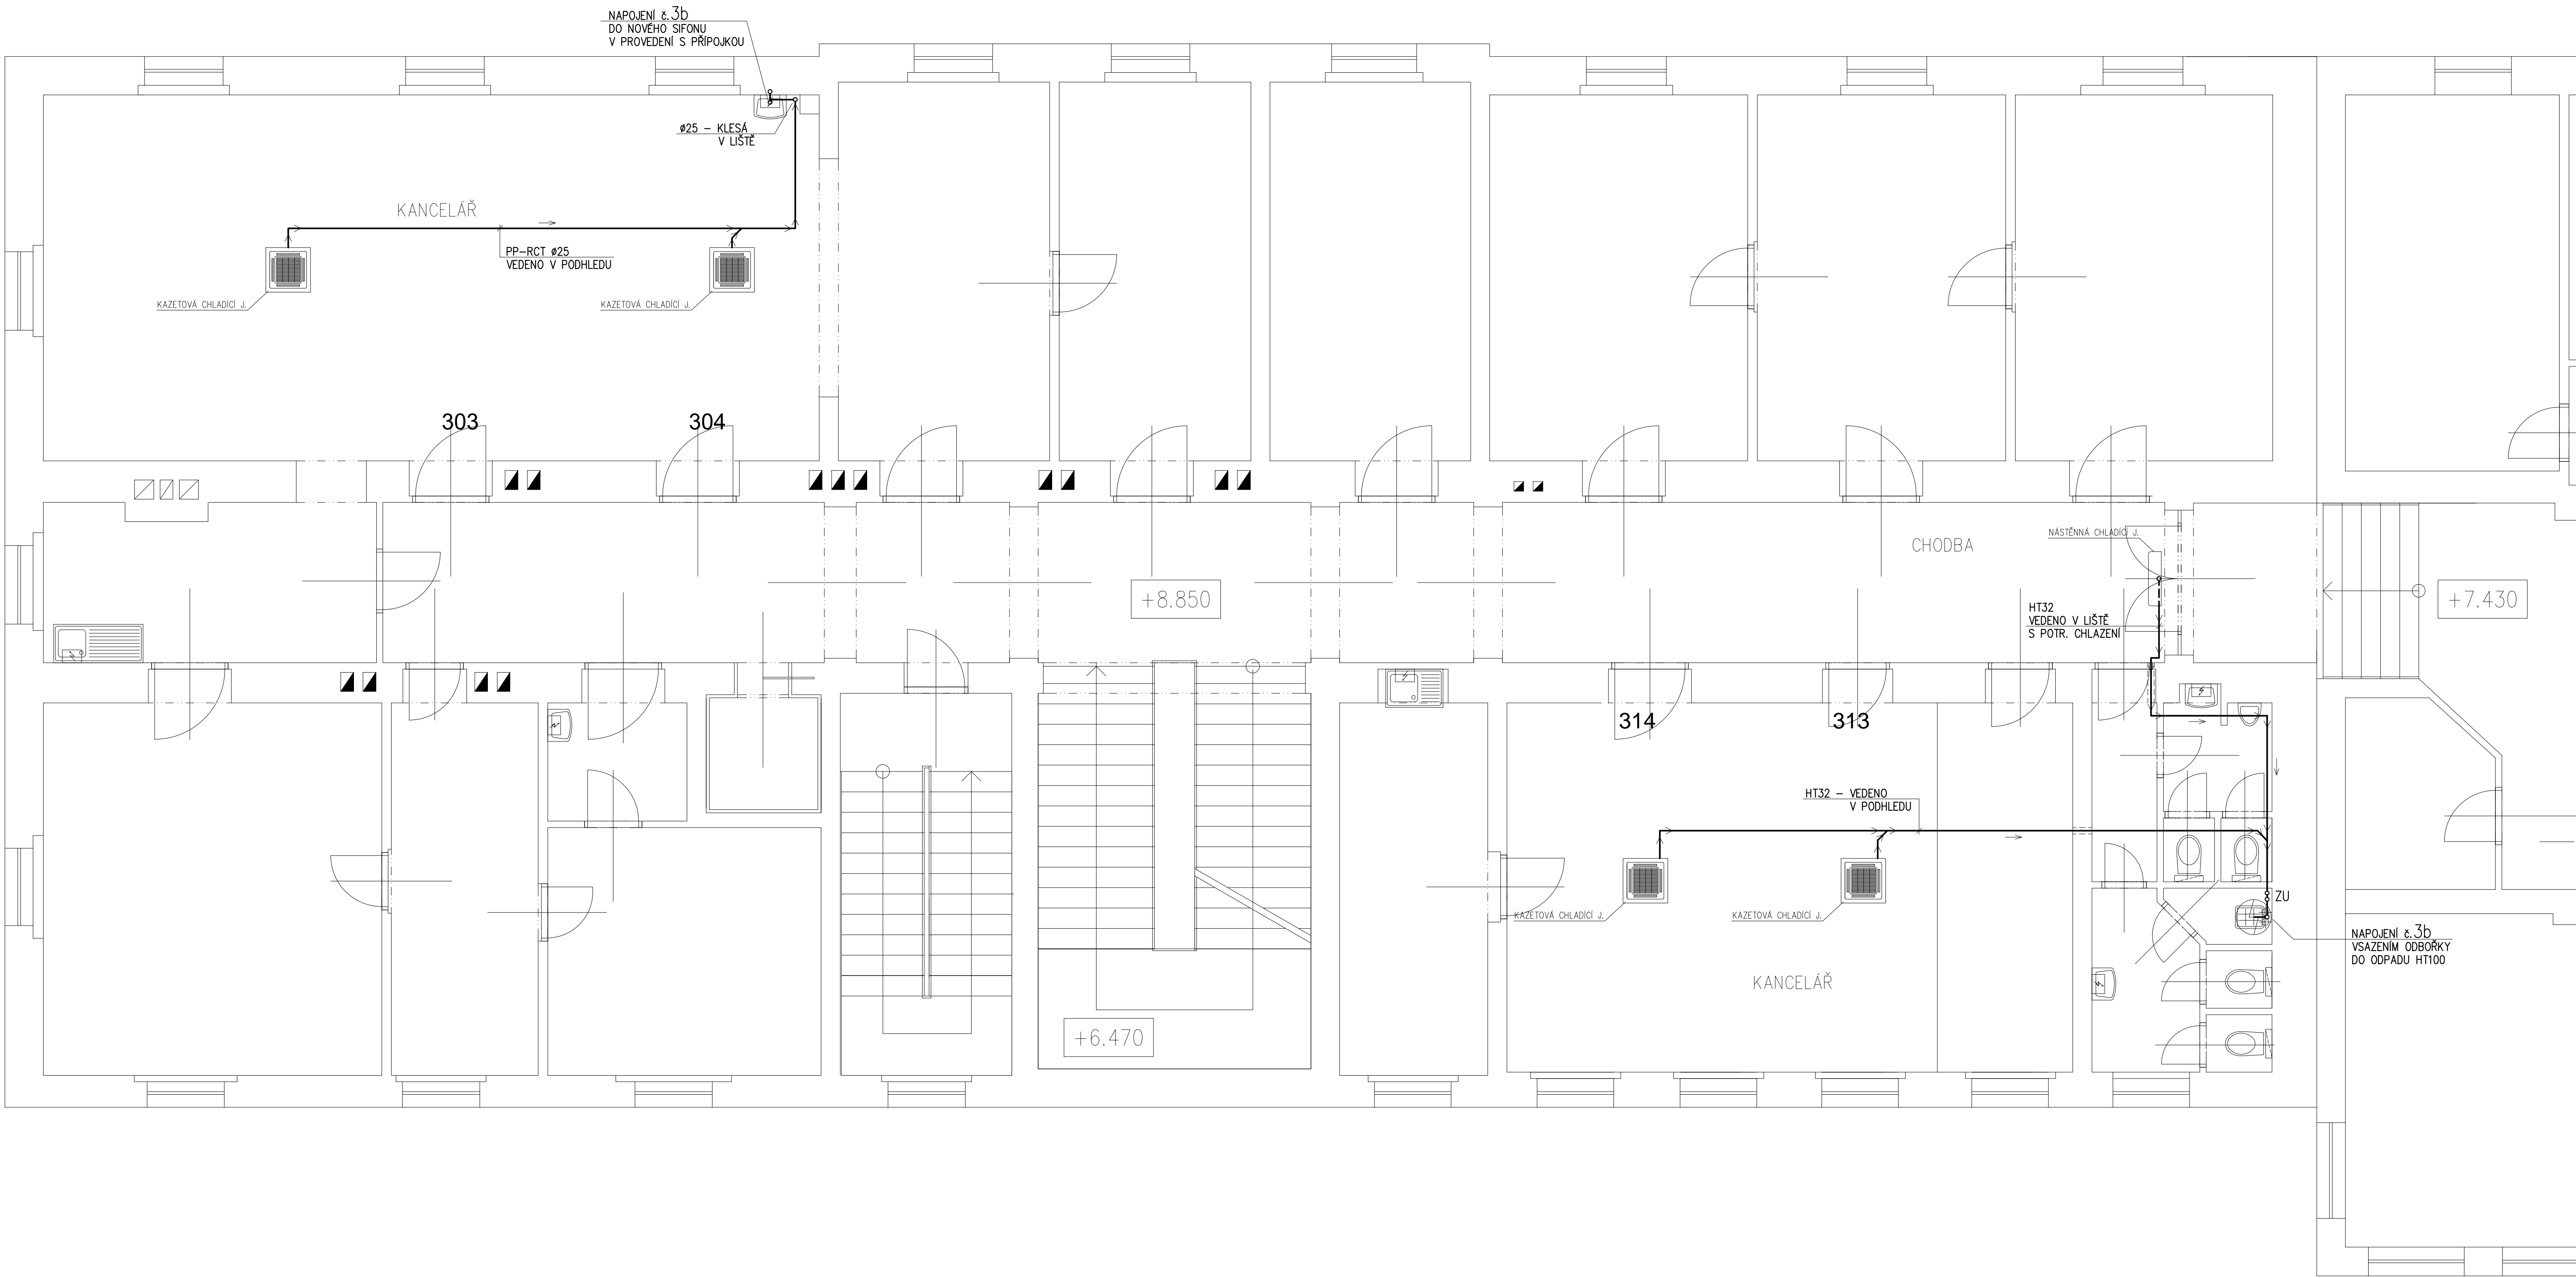 NAPOJENÍ č.3b
DO NOVÉHO SIFONU
V PROVEDENÍ S PŘÍPOJKOU
ø25 – KLESÁ
V LIŠTĚ
KANCELÁŘ
PP–RCT ø25
VEDENO V PODHLEDU
KAZETOVÁ CHLADÍCÍ J.
KAZETOVÁ CHLADÍCÍ J.
303
304
CHODBA
NÁSTĚNNÁ CHLADÍCÍ J.
+8.850
+7.430
HT32
VEDENO V LIŠTĚ
S POTR. CHLAZENÍ
314
313
HT32 – VEDENO
V PODHLEDU
KAZETOVÁ CHLADÍCÍ J.
KAZETOVÁ CHLADÍCÍ J.
ZU
NAPOJENÍ č.3b
VSAZENÍM ODBOŘKY
DO ODPADU HT100
KANCELÁŘ
+6.470